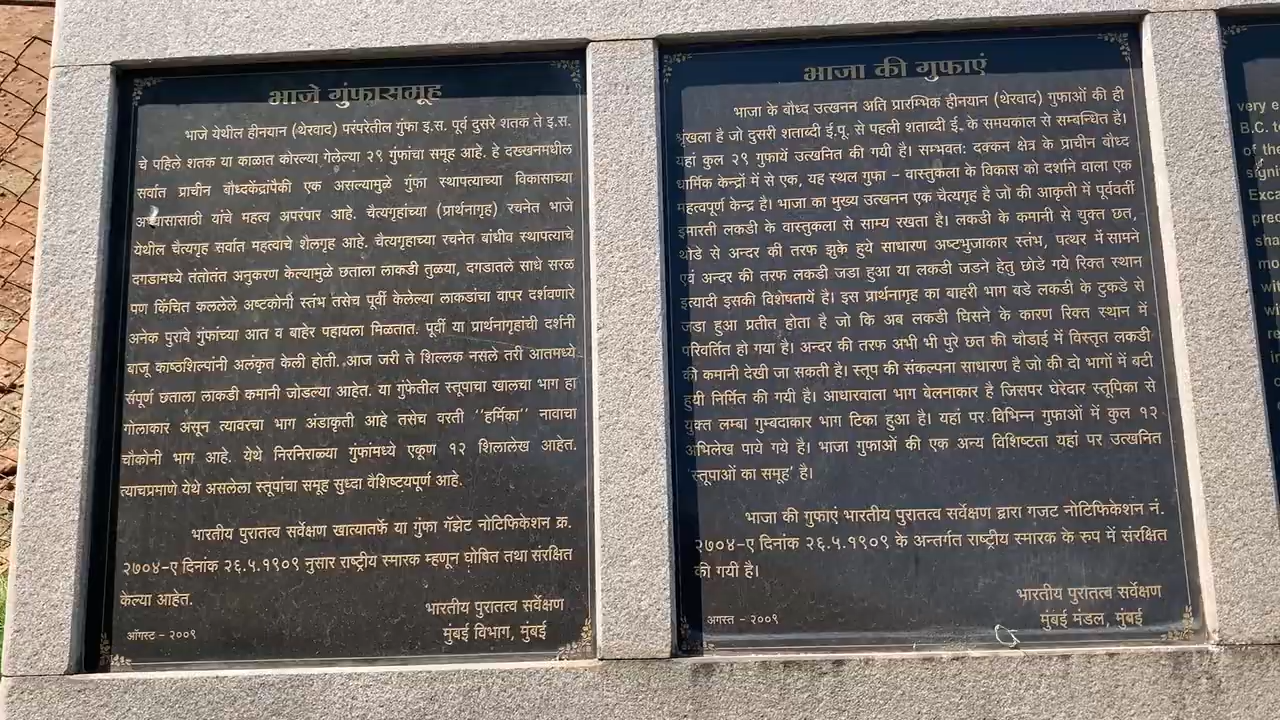 भाजे गुंफासमूह
भाजे येथील हीनयान (थेरवाद) परंपरेतील गुंफा इ.स. पूर्व दुसरे शतक ते इ.स.
चे पहिले शतक या काळात कोरल्या गेलेल्या २९ गुफांचा समूह आहे. हे दख्खनमधील
सर्वात प्राचीन बौध्दकेंद्रांपैकी एक असल्यामुळे गुंफा स्थापत्याच्या विकासाच्या
अभ्यासासाठी यांचे महत्व अपरंपार आहे. चैत्यगृहांच्या (प्रार्थनागृह) रचनेत भाजे
येथील चैत्यगृह सर्वात महत्वाचे शैलगृह आहे. चैत्यगृहाच्या रचनेत बांधीव स्थापत्याचे
दगडामध्ये तंतोतंत अनुकरण केल्यामुळे छताला लाकडी तुळया, दगडातले साधे सरळ
पण किंचित कललेले अष्टकोनी स्तंभ तसेच पूर्वी केलेल्या लाकडांचा वापर दर्शवणारे
अनेक पुरावे गुंफांच्या आत व बाहेर पहायला मिळतात. पूर्वी या प्रार्थनागृहांची दर्शनी
बाजू काष्ठशिल्पांनी अलंकृत केली होती. आज जरी ते शिल्लक नसले तरी आतमध्ये
संपूर्ण छताला लाकडी कमानी जोडल्या आहेत. या गुंफेतील स्तूपाचा खालचा भाग हा
गोलाकार असून त्यावरचा भाग अंडाकृती आहे तसेच वरती ''हर्मिका'' नावाचा
चौकोनी भाग आहे. येथे निरनिराळ्या गुंफांमध्ये एकूण १२ शिलालेख आहेत.
त्याचप्रमाणे येथे असलेला स्तूपांचा समूह सुध्दा वैशिष्टयपूर्ण आहे.
भारतीय पुरातत्व सर्वेक्षण खात्यातर्फे या गुंफा गॅझेट नोटिफिकेशन क्र.
२७०४-ए दिनांक २६.५.१९०९ नुसार राष्ट्रीय स्मारक म्हणून घोषित तथा संरक्षित
केल्या आहेत.
भारतीय पुरातत्व सर्वेक्षण
ऑगस्ट - २००९
मुंबई विभाग, मुंबई
भाजा की गुफाएं
भाजा के बौध्द उत्खनन अति प्रारम्भिक हीनयान (थेरवाद) गुफाओं की ही
श्रृंखला है जो दुसरी शताब्दी ई.पू. से पहली शताब्दी ई. के समयकाल से सम्बन्धित है।
यहां कुल २९ गुफायें उत्खनित की गयी है। सम्भवत: दक्कन क्षेत्र के प्राचीन बौध्द
धार्मिक केन्द्रों में से एक, यह स्थल गुफा - वास्तुकला के विकास को दर्शाने वाला एक
महत्वपूर्ण केन्द्र है। भाजा का मुख्य उत्खनन एक चैत्यगृह है जो की आकृती में पूर्ववर्ती
इमारती लकडी के वास्तुकला से साम्य रखता है। लकडी के कमानी से युक्त छत,
थोडे से अन्दर की तरफ झुके हुये साधारण अष्टभुजाकार स्तंभ, पत्थर में सामने
एवं अन्दर की तरफ लकडी जडा हुआ या लकडी जडने हेतु छोडे गये रिक्त स्थान
इत्यादी इसकी विशेषतायें है। इस प्रार्थनागृह का बाहरी भाग बडे लकडी के टुकडे से
जडा हुआ प्रतीत होता है जो कि अब लकडी घिसने के कारण रिक्त स्थान में
परिवर्तित हो गया है। अन्दर की तरफ अभी भी पुरे छत की चौडाई में विस्तृत लकडी
की कमानी देखी जा सकती है। स्तूप की संकल्पना साधारण है जो की दो भागों में बटी
हुयी निर्मित की गयी है। आधारवाला भाग बेलनाकार है जिसपर घेरेदार स्तूपिका से
युक्त लम्बा गुम्बदाकार भाग टिका हुआ है। यहां पर विभिन्न गुफाओं में कुल १२
अभिलेख पाये गये है। भाजा गुफाओं की एक अन्य विशिष्टता यहां पर उत्खनित
'स्तूपाओं का समूह' है।
भाजा की गुफाएं भारतीय पुरातत्व सर्वेक्षण द्वारा गजट नोटिफिकेशन नं.
२७०४-ए दिनांक २६.५.१९०९ के अन्तर्गत राष्ट्रीय स्मारक के रुप में संरक्षित
की गयी है।
भारतीय पुरातत्व सर्वेक्षण
अगस्त - २००९
मुंबई मंडल, मुंबई
very
B.C.
of the